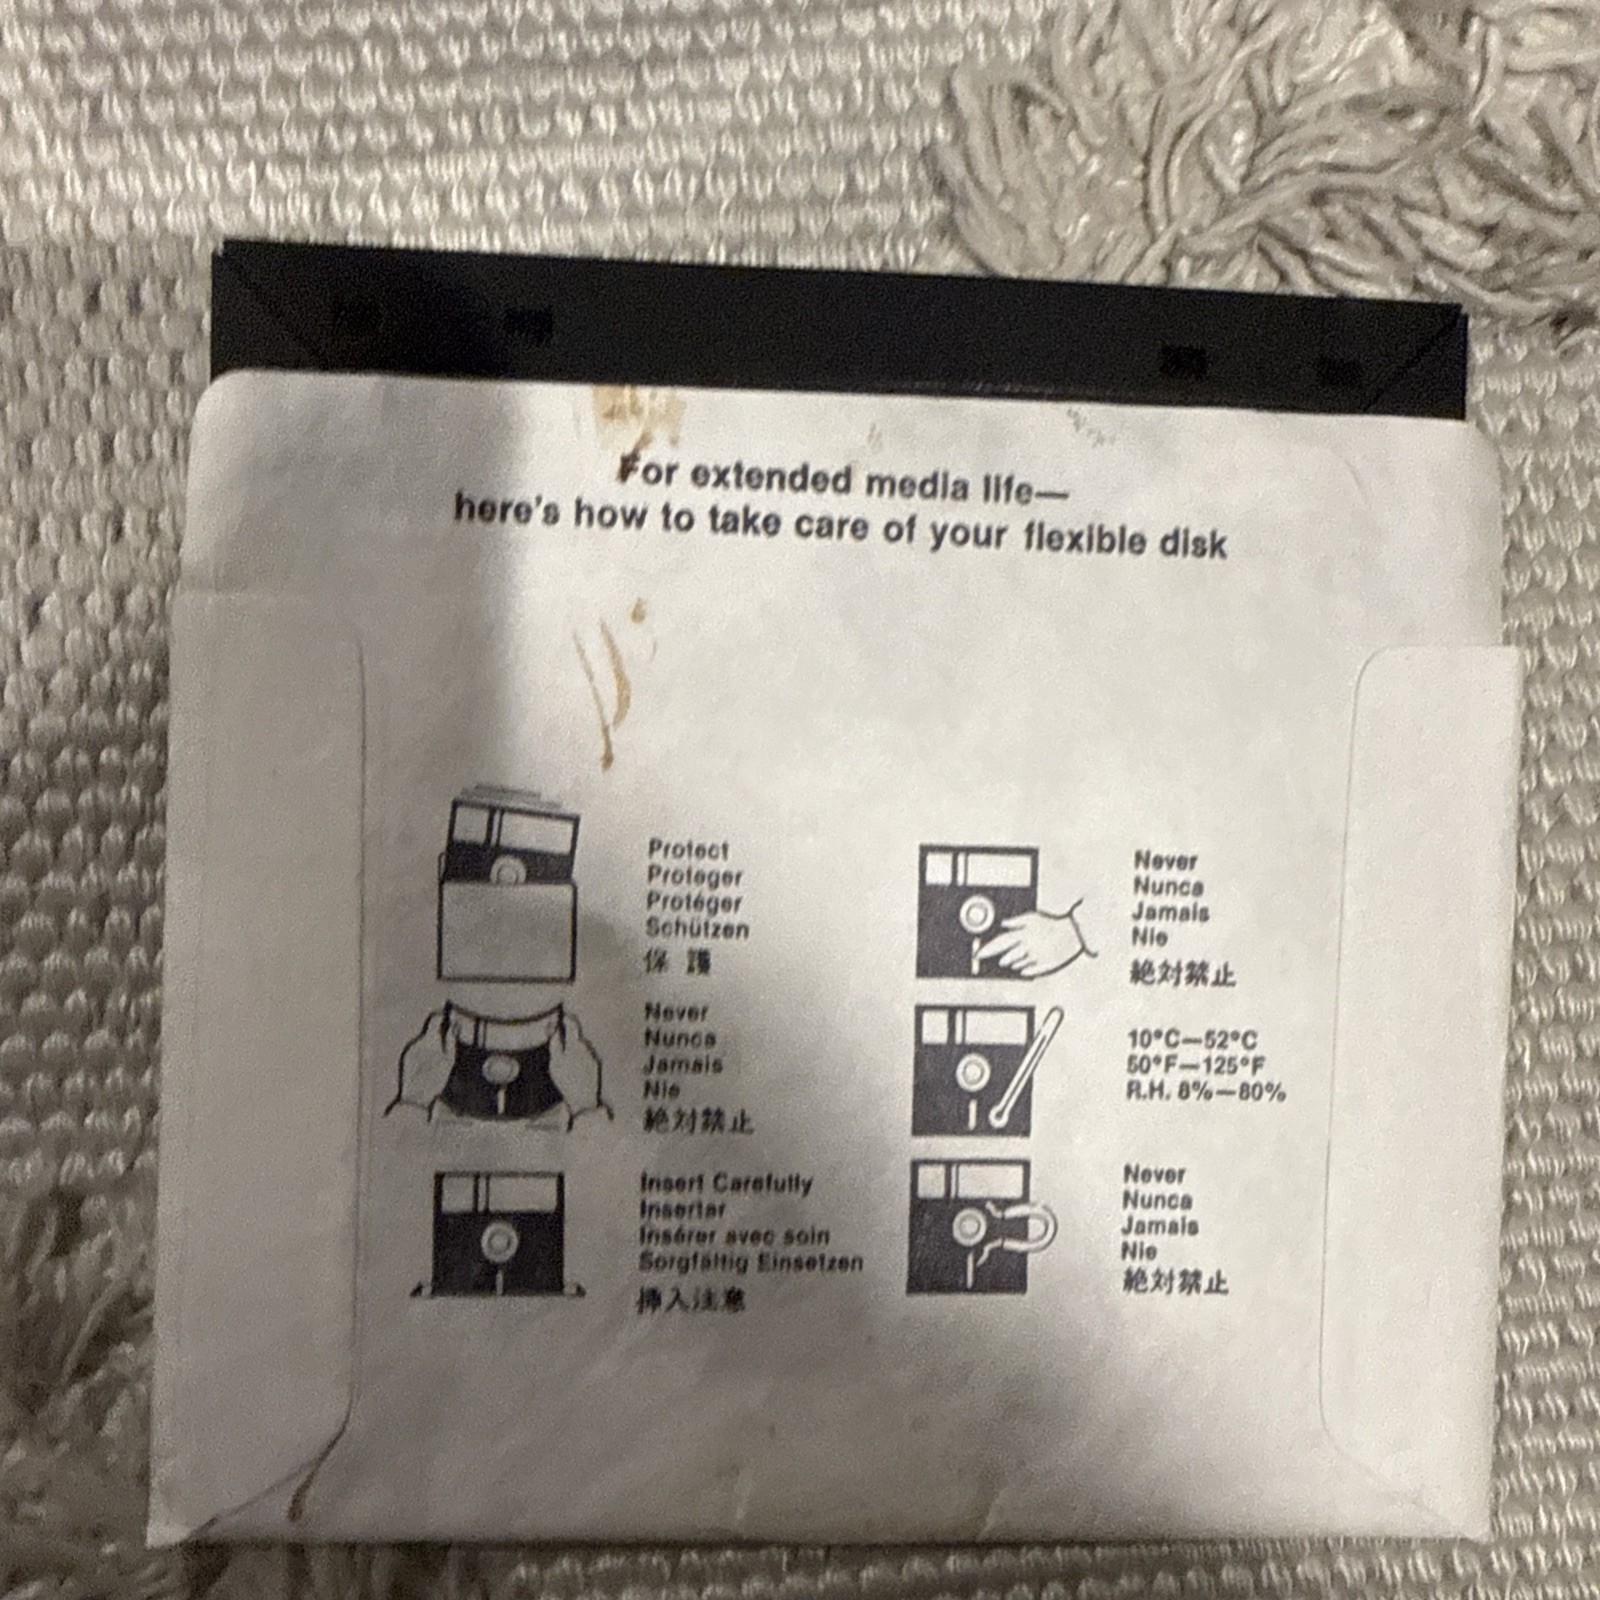 For extended media life—
here's how to take care of your flexible disk
Protect
Proteger
Protéger
Schützen
保 護
Never
Nunca
Jamais
Nie
絶対禁止
Insert Carefully
Insertar
Insérer avec soin
Sorgfältig Einsetzen
挿入注意
Never
Nunca
Jamais
Nie
絶対禁止
10°C—52°C
50°F—125°F
R.H. 8%—80%
Never
Nunca
Jamais
Nie
絶対禁止